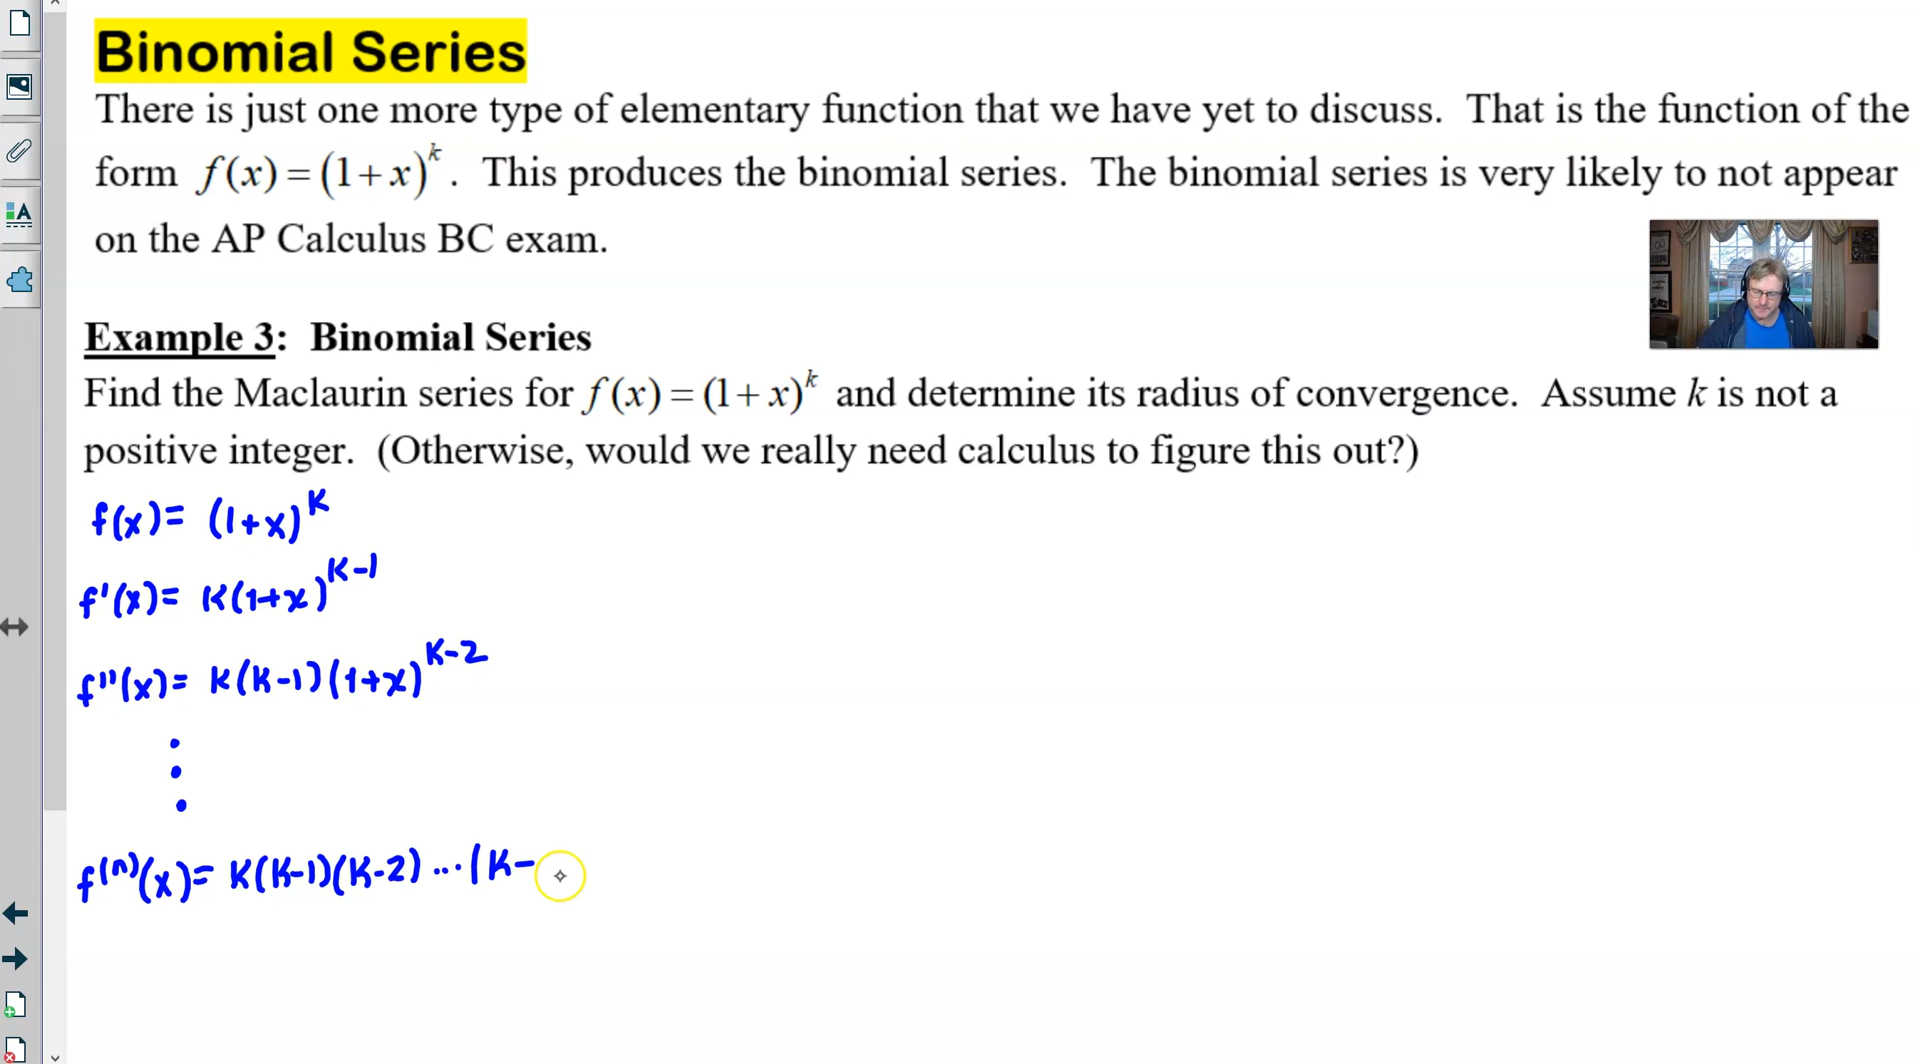 Binomial Series
There is just one more type of elementary function that we have yet to discuss. That is the function of the
form f(x) = (1+x)^k. This produces the binomial series. The binomial series is very likely to not appear
on the AP Calculus BC exam.
Example 3: Binomial Series
Find the Maclaurin series for f(x) = (1+x)^k and determine its radius of convergence. Assume k is not a
positive integer. (Otherwise, would we really need calculus to figure this out?)
f(x) = (1+x)^K
f'(x) = K(1+x)^{K-1}
f''(x) = K(K-1)(1+x)^{K-2}
f^{(n)}(x) = K(K-1)(K-2) ...(K-